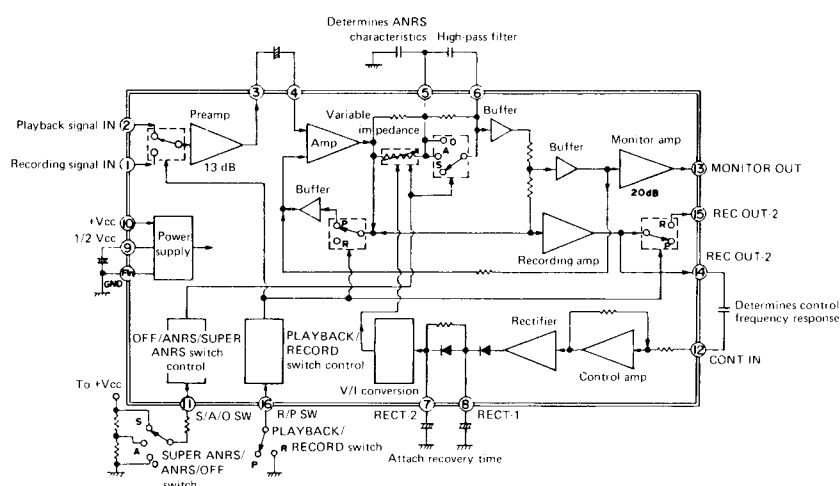 Determines ANRS
characteristics
High-pass filter
3
4
5
6
Playback signal IN
2
Preamp
Variable
impedance
Buffer
Amp
O
A
S
Buffer
Monitor amp
13
MONITOR OUT
Recording signal IN
1
13 dB
20dB
Buffer
+Vcc
10
P
R
R
P
15
REC OUT-2
1/2 Vcc
9
Power
supply
Recording amp
REC OUT-2
14
GND
Fin
Determines control
frequency response
OFF/ANRS/SUPER
ANRS switch
control
PLAYBACK/
RECORD
switch control
Rectifier
V/I conversion
Control amp
12
CONT IN
To +Vcc
11
S/A/O SW
16
R/P SW
RECT-2
7
8
RECT-1
S
A
O
SUPER ANRS/
ANRS/OFF
switch
PLAYBACK/
RECORD switch
P
R
Attach recovery time